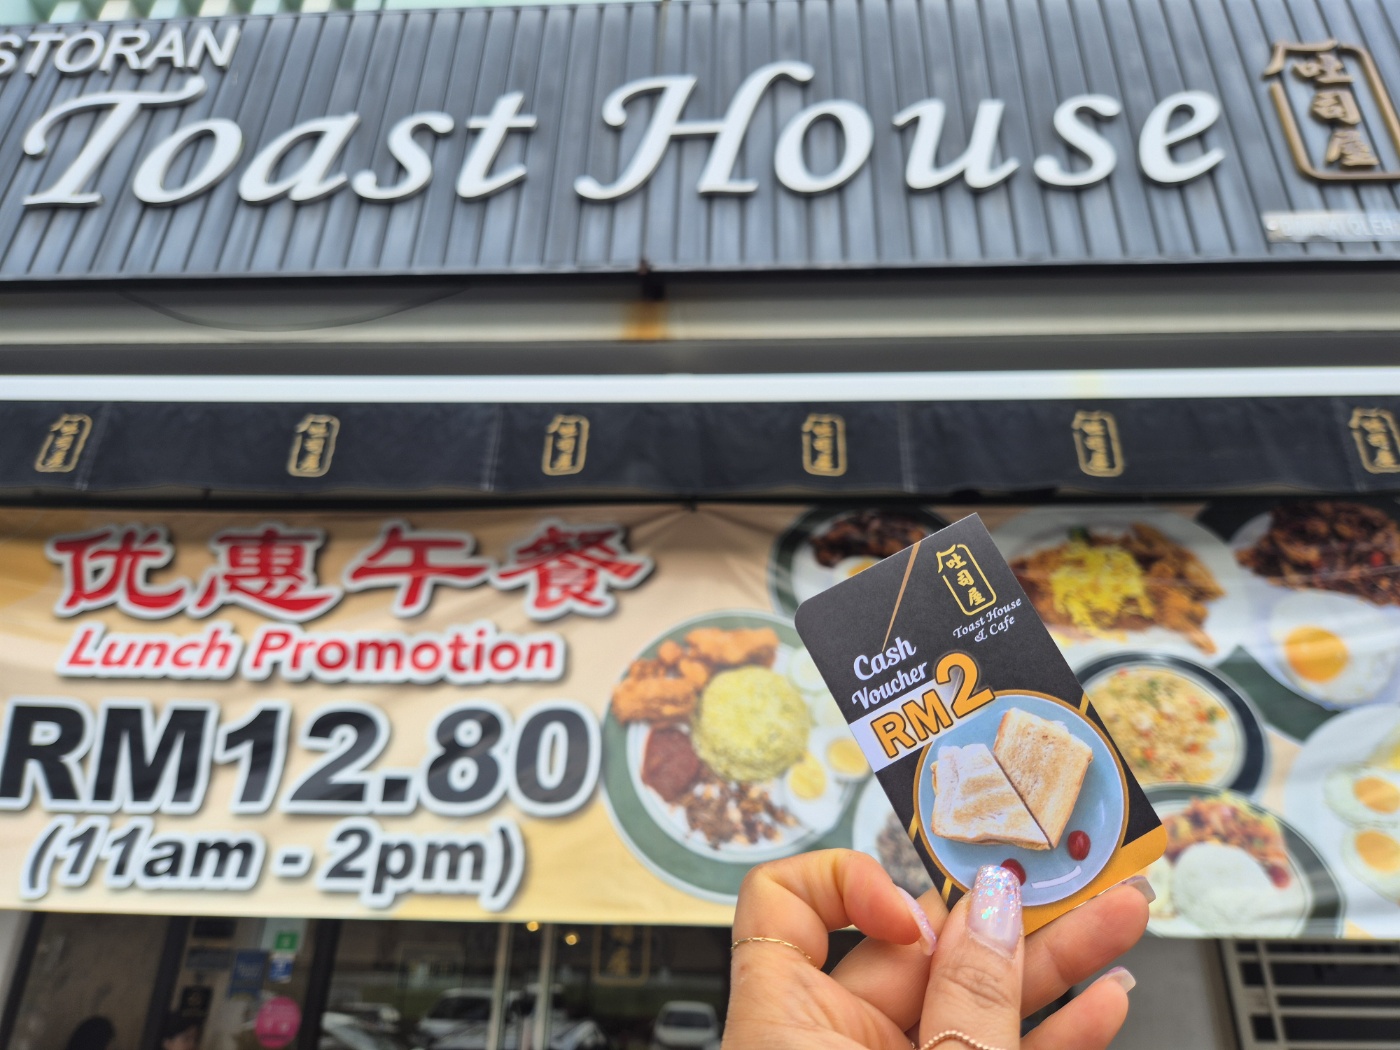 STORAN
Toast House
吐司屋
优惠午餐
Lunch Promotion
RM12.80
(11am - 2pm)
吐司屋
Toast House
& Cafe
Cash
Voucher
RM2